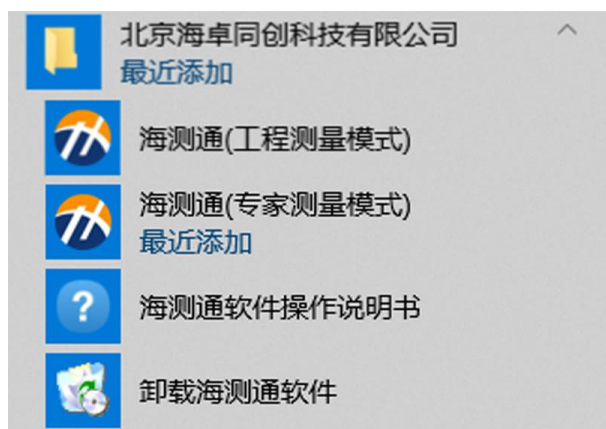 北京海卓同创科技有限公司
最近添加
海测通(工程测量模式)
海测通(专家测量模式)
最近添加
海测通软件操作说明书
卸载海测通软件